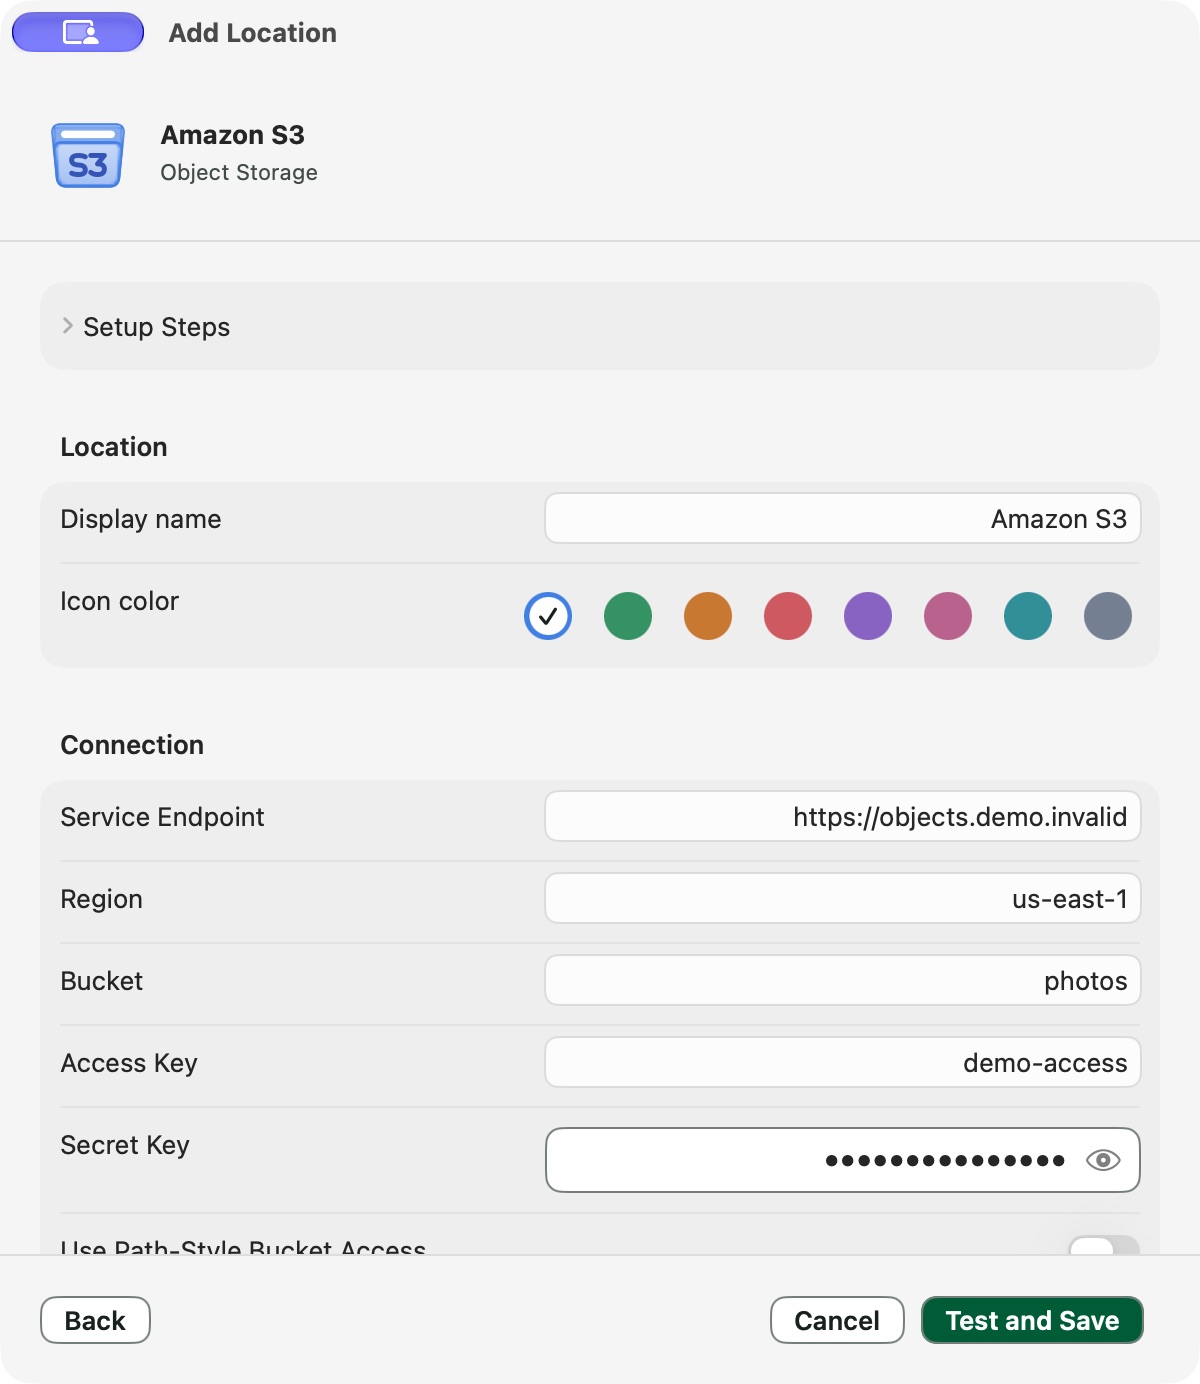 Add Location
S3
Amazon S3
Object Storage
Setup Steps
Location
Display name
Amazon S3
Icon color
Connection
Service Endpoint
https://objects.demo.invalid
Region
us-east-1
Bucket
photos
Access Key
demo-access
Secret Key
•••••••••••••••
Use Path-Style Bucket Access
Back
Cancel
Test and Save